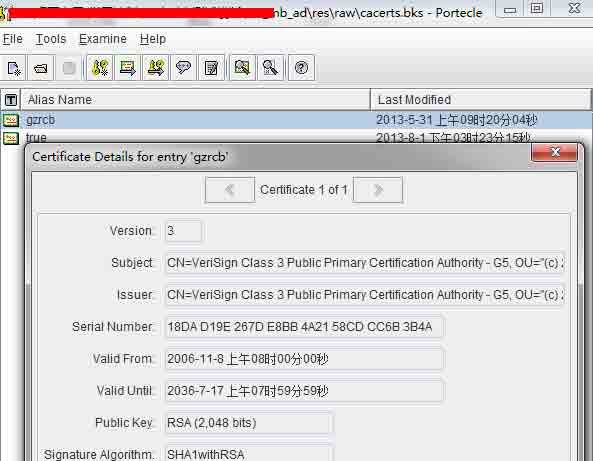 nb_ad\res\raw\cacerts.bks - Portecle
File Tools Examine Help
Alias Name Last Modified
gzrcb 2013-5-31 上午09时20分04秒
true 2013-8-1 下午03时23分15秒
Certificate Details for entry 'gzrcb'
Certificate 1 of 1
Version: 3
Subject: CN=VeriSign Class 3 Public Primary Certification Authority - G5, OU="(c)
Issuer: CN=VeriSign Class 3 Public Primary Certification Authority - G5, OU="(c)
Serial Number: 18DA D19E 267D E8BB 4A21 58CD CC6B 3B4A
Valid From: 2006-11-8 上午08时00分00秒
Valid Until: 2036-7-17 上午07时59分59秒
Public Key: RSA (2,048 bits)
Signature Algorithm: SHA1withRSA